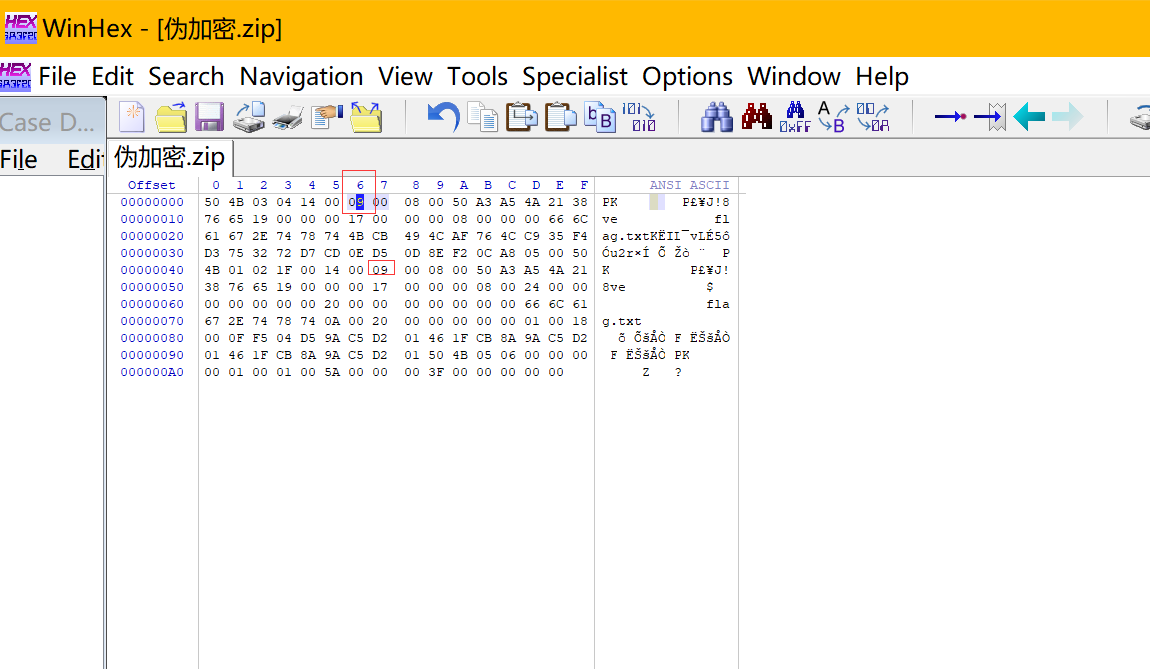 WinHex - [伪加密.zip]
File Edit Search Navigation View Tools Specialist Options Window Help
Case D...
File Edi
伪加密.zip
Offset 0 1 2 3 4 5 6 7 8 9 A B C D E F ANSI ASCII
00000000 50 4B 03 04 14 00 09 00 08 00 50 A3 A5 4A 21 38 PK P£¥J!8
00000010 76 65 19 00 00 00 17 00 00 00 08 00 00 00 66 6C ve fl
00000020 61 67 2E 74 78 74 4B CB 49 4C AF 76 4C C9 35 F4 ag.txtKËIL¯vLÉ5ô
00000030 D3 75 32 72 D7 CD 0E D5 0D 8E F2 0C A8 05 00 50 Óu2r×Í Õ Žò ¨ P
00000040 4B 01 02 1F 00 14 00 09 00 08 00 50 A3 A5 4A 21 K P£¥J!
00000050 38 76 65 19 00 00 00 17 00 00 00 08 00 24 00 00 8ve $
00000060 00 00 00 00 00 20 00 00 00 00 00 00 00 66 6C 61 fla
00000070 67 2E 74 78 74 0A 00 20 00 00 00 00 00 01 00 18 g.txt
00000080 00 0F F5 04 D5 9A C5 D2 01 46 1F CB 8A 9A C5 D2 õ ÕšÅÒ F ËŠšÅÒ
00000090 01 46 1F CB 8A 9A C5 D2 01 50 4B 05 06 00 00 00 F ËŠšÅÒ PK
000000A0 00 01 00 01 00 5A 00 00 00 3F 00 00 00 00 00 Z ?